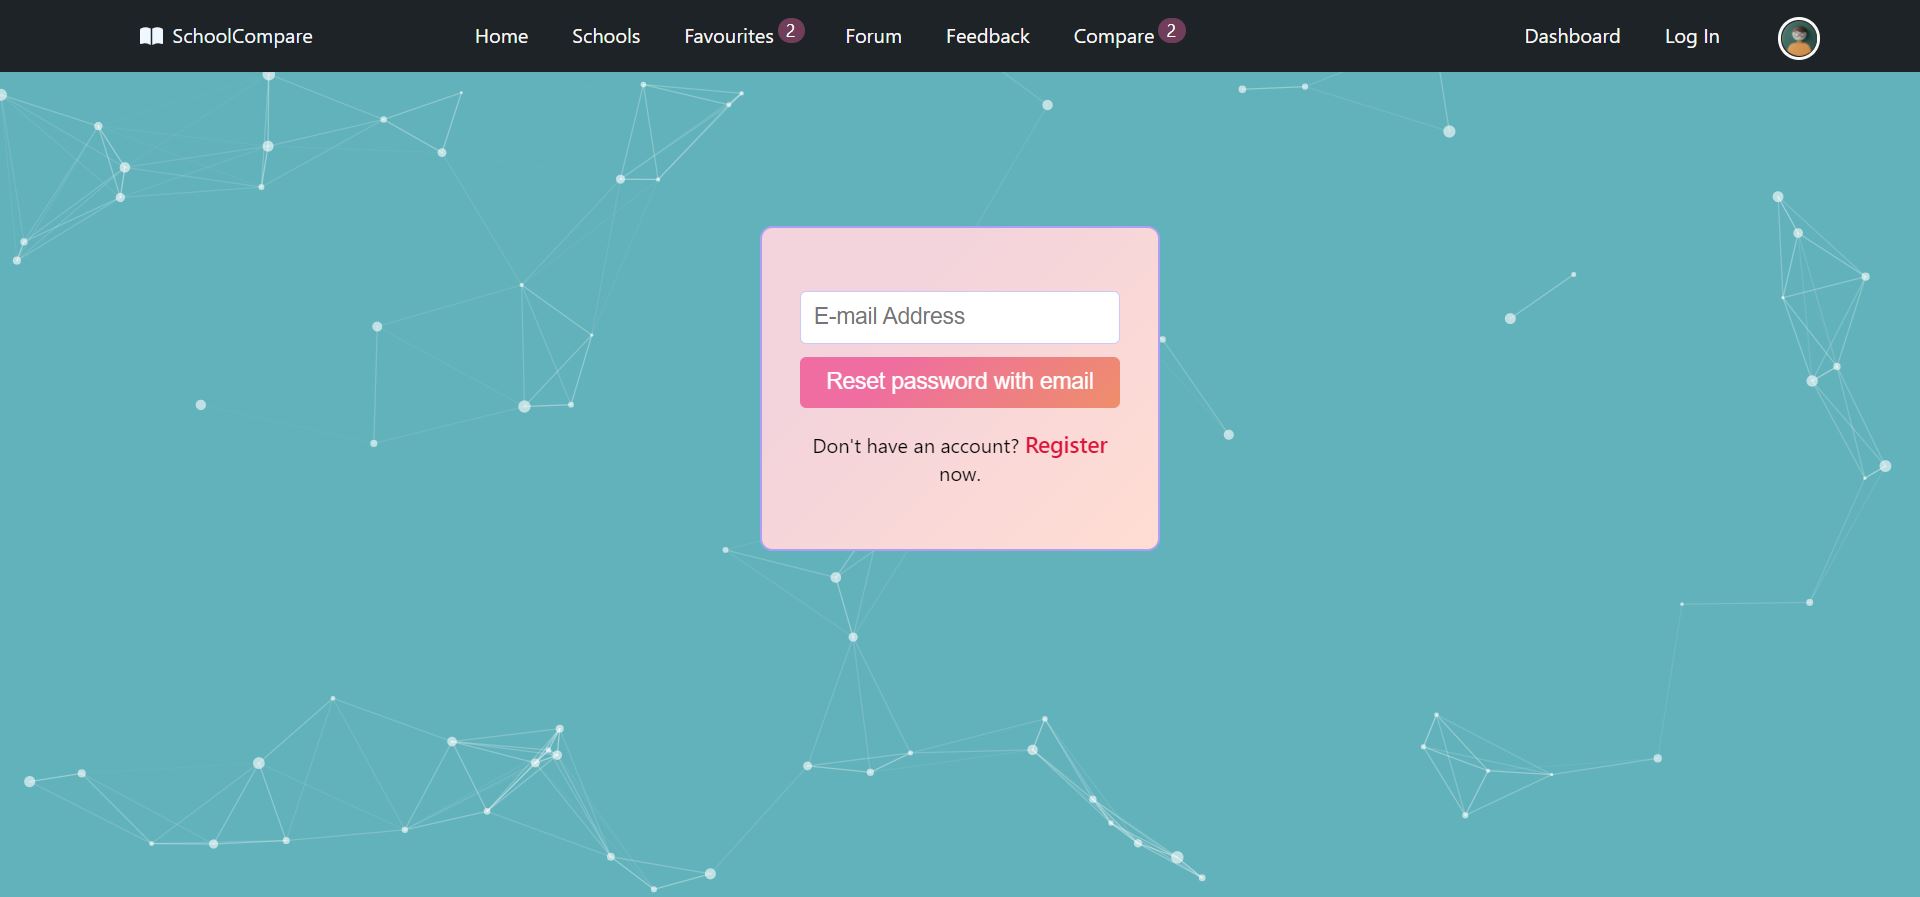 SchoolCompare Home Schools Favourites 2 Forum Feedback Compare 2 Dashboard Log In
E-mail Address
Reset password with email
Don't have an account? Register
now.